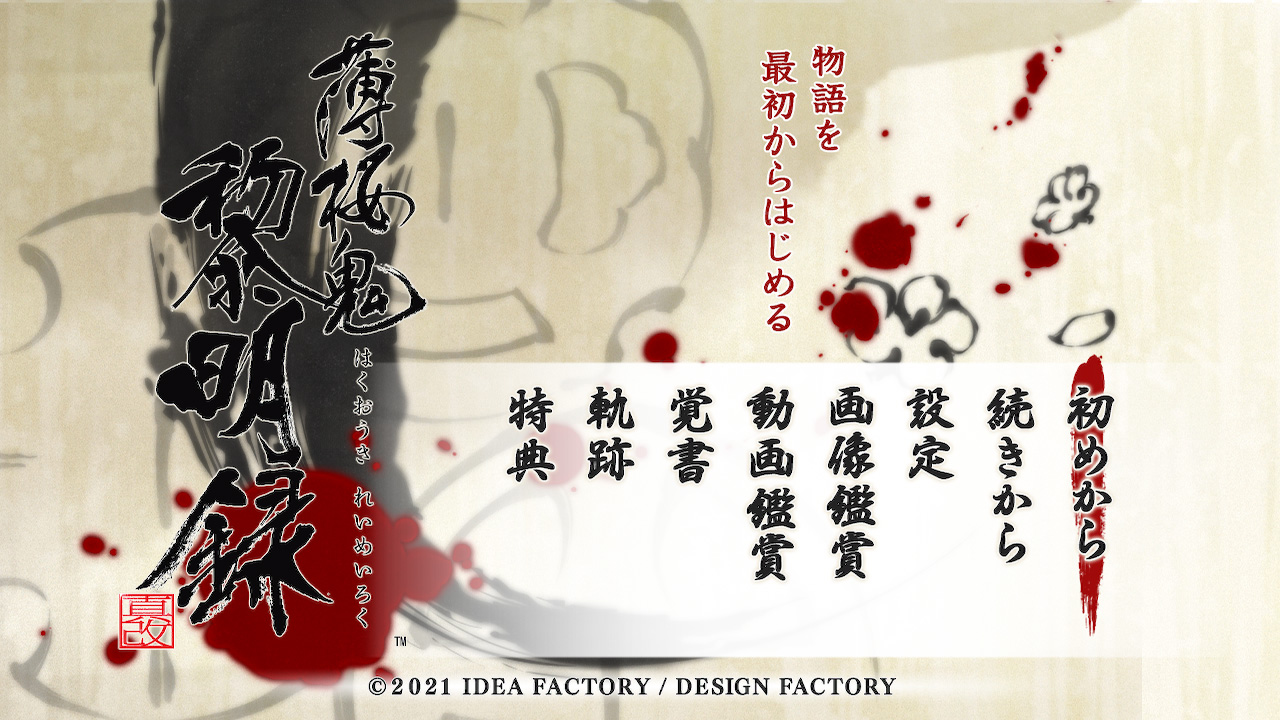 薄桜鬼
黎明録
はくおうき れいめいろく
真改
TM
物語を
最初からはじめる
初めから
続きから
設定
画像鑑賞
動画鑑賞
覚書
軌跡
特典
©2021 IDEA FACTORY / DESIGN FACTORY